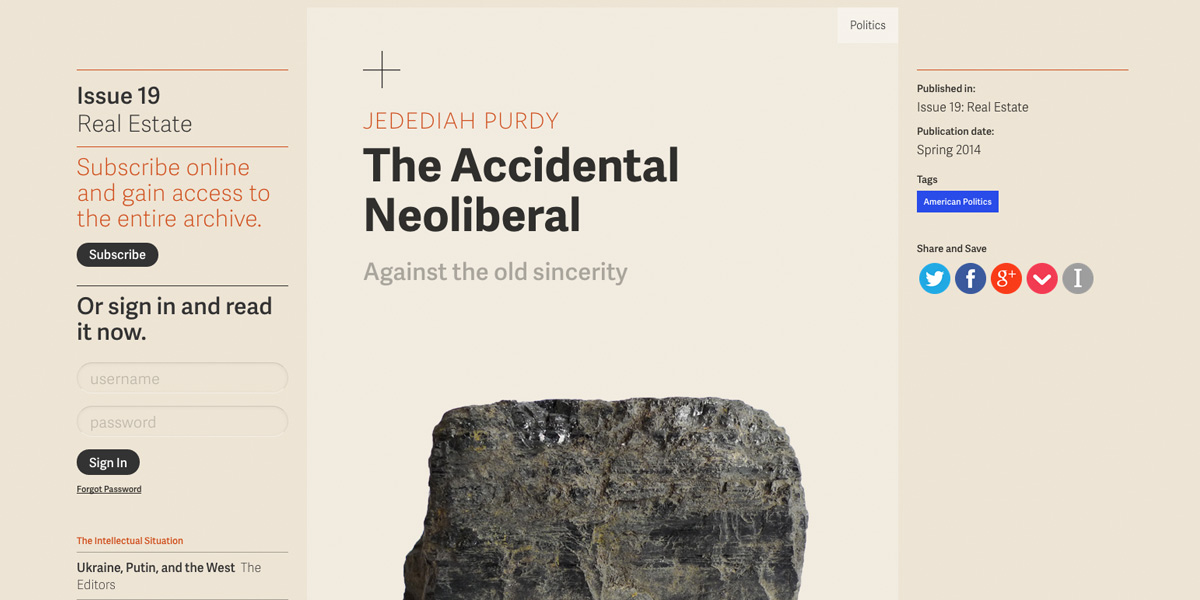 Issue 19
Real Estate
Subscribe online
and gain access to
the entire archive.
Subscribe
Or sign in and read
it now.
username
password
Sign In
Forgot Password
The Intellectual Situation
Ukraine, Putin, and the West The
Editors
Politics
JEDEDIAH PURDY
The Accidental
Neoliberal
Against the old sincerity
Published in:
Issue 19: Real Estate
Publication date:
Spring 2014
Tags
American Politics
Share and Save
f
g+
I